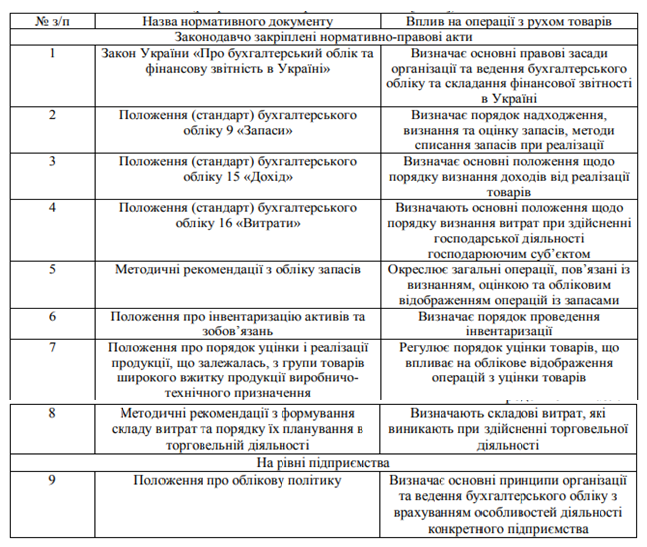 № з/п Назва нормативного документу Вплив на операції з рухом товарів
Законодавчо закріплені нормативно-правові акти
1 Закон України «Про бухгалтерський облік та Визначає основні правові засади
фінансову звітність в Україні» організації та ведення бухгалтерського
обліку та складання фінансової звітності
в Україні
2 Положення (стандарт) бухгалтерського Визначає порядок надходження,
обліку 9 «Запаси» визнання та оцінку запасів, методи
списання запасів при реалізації
3 Положення (стандарт) бухгалтерського Визначає основні положення щодо
обліку 15 «Дохід» порядку визнання доходів від реалізації
товарів
4 Положення (стандарт) бухгалтерського Визначають основні положення щодо
обліку 16 «Витрати» порядку визнання витрат при здійсненні
господарської діяльності
господарюючим суб’єктом
5 Методичні рекомендації з обліку запасів Окреслює загальні операції, пов’язані із
визнанням, оцінкою та обліковим
відображенням операцій із запасами
6 Положення про інвентаризацію активів та Визначає порядок проведення
зобов’язань інвентаризації
7 Положення про порядок уцінки і реалізації Регулює порядок уцінки товарів, що
продукції, що залежалась, з групи товарів впливає на облікове відображення
широкого вжитку продукції виробничо- операцій з уцінки товарів
технічного призначення
8 Методичні рекомендації з формування Визначають складові витрат, які
складу витрат та порядку їх планування в виникають при здійсненні торговельної
торговельній діяльності діяльності
На рівні підприємства
9 Положення про облікову політику Визначає основні принципи організації
та ведення бухгалтерського обліку з
врахуванням особливостей діяльності
конкретного підприємства